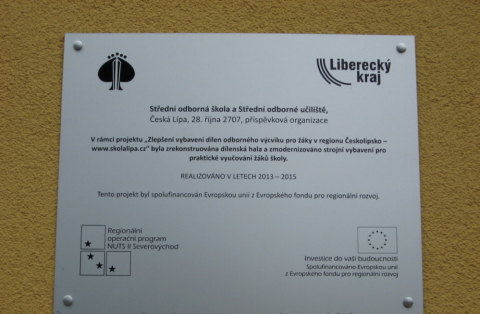 Liberecký
kraj
Střední odborná škola a Střední odborné učiliště,
Česká Lípa, 28. října 2707, příspěvková organizace
V rámci projektu „Zlepšení vybavení dílen odborného výcviku pro žáky v regionu Českolipsko –
www.skolalipa.cz“ byla zrekonstruována dílenská hala a zmodernizováno strojní vybavení pro
praktické vyučování žáků školy.
REALIZOVÁNO V LETECH 2013 – 2015
Tento projekt byl spolufinancován Evropskou unií z Evropského fondu pro regionální rozvoj.
Regionální
operační program
NUTS II Severovýchod
Investice do vaší budoucnosti
Spolufinancováno Evropskou unií
z Evropského fondu pro regionální rozvoj